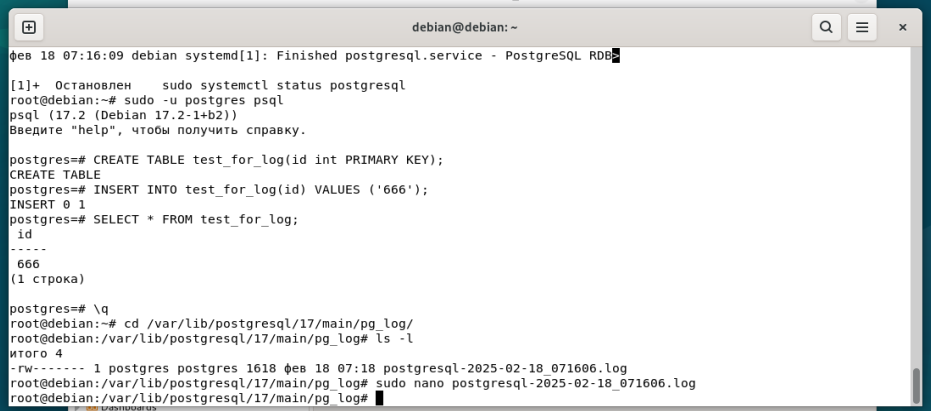 debian@debian: ~
фев 18 07:16:09 debian systemd[1]: Finished postgresql.service - PostgreSQL RDB>
[1]+  Остановлен    sudo systemctl status postgresql
root@debian:~# sudo -u postgres psql
psql (17.2 (Debian 17.2-1+b2))
Введите "help", чтобы получить справку.
postgres=# CREATE TABLE test_for_log(id int PRIMARY KEY);
CREATE TABLE
postgres=# INSERT INTO test_for_log(id) VALUES ('666');
INSERT 0 1
postgres=# SELECT * FROM test_for_log;
 id
-----
 666
(1 строка)
postgres=# \q
root@debian:~# cd /var/lib/postgresql/17/main/pg_log/
root@debian:/var/lib/postgresql/17/main/pg_log# ls -l
итого 4
-rw------- 1 postgres postgres 1618 фев 18 07:18 postgresql-2025-02-18_071606.log
root@debian:/var/lib/postgresql/17/main/pg_log# sudo nano postgresql-2025-02-18_071606.log
root@debian:/var/lib/postgresql/17/main/pg_log#
Dashboards